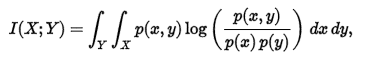 I(X;Y) = ∫_Y ∫_X p(x, y) log ( p(x, y) / p(x) p(y) ) dx dy,